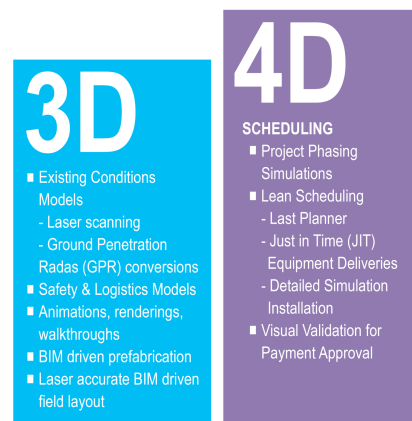 3D
■ Existing Conditions
Models
- Laser scanning
- Ground Penetration
Radas (GPR) conversions
■ Safety & Logistics Models
■ Animations, renderings,
walkthroughs
■ BIM driven prefabrication
■ Laser accurate BIM driven
field layout
4D
SCHEDULING
■ Project Phasing
Simulations
■ Lean Scheduling
- Last Planner
- Just in Time (JIT)
Equipment Deliveries
- Detailed Simulation
Installation
■ Visual Validation for
Payment Approval